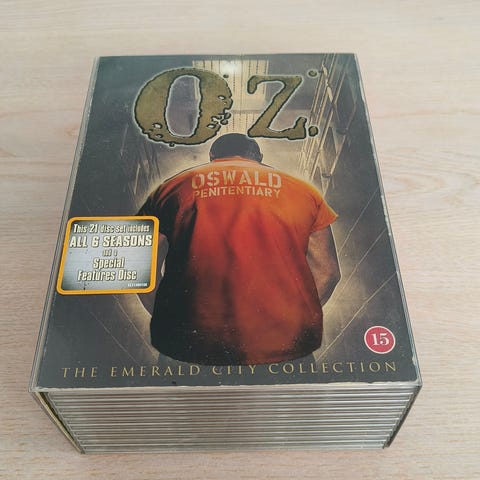 OZ.
OSWALD
PENITENTIARY
This 21 disc set includes
ALL 6 SEASONS
and a
Special
Features Disc
15
THE EMERALD CITY COLLECTION